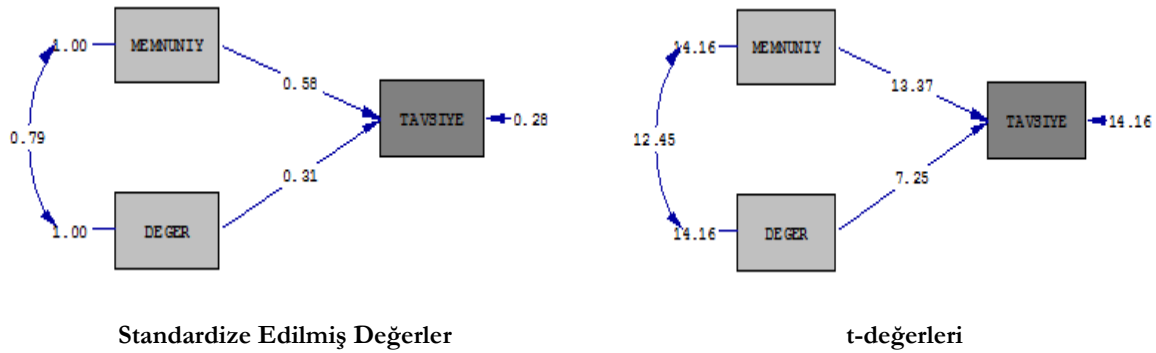 1.00
MEMNUNIY
0.58
0.79
TAVSIYE
0.28
0.31
1.00
DEGER
Standardize Edilmiş Değerler
14.16
MEMNUNIY
13.37
12.45
TAVSIYE
14.16
7.25
14.16
DEGER
t-değerleri